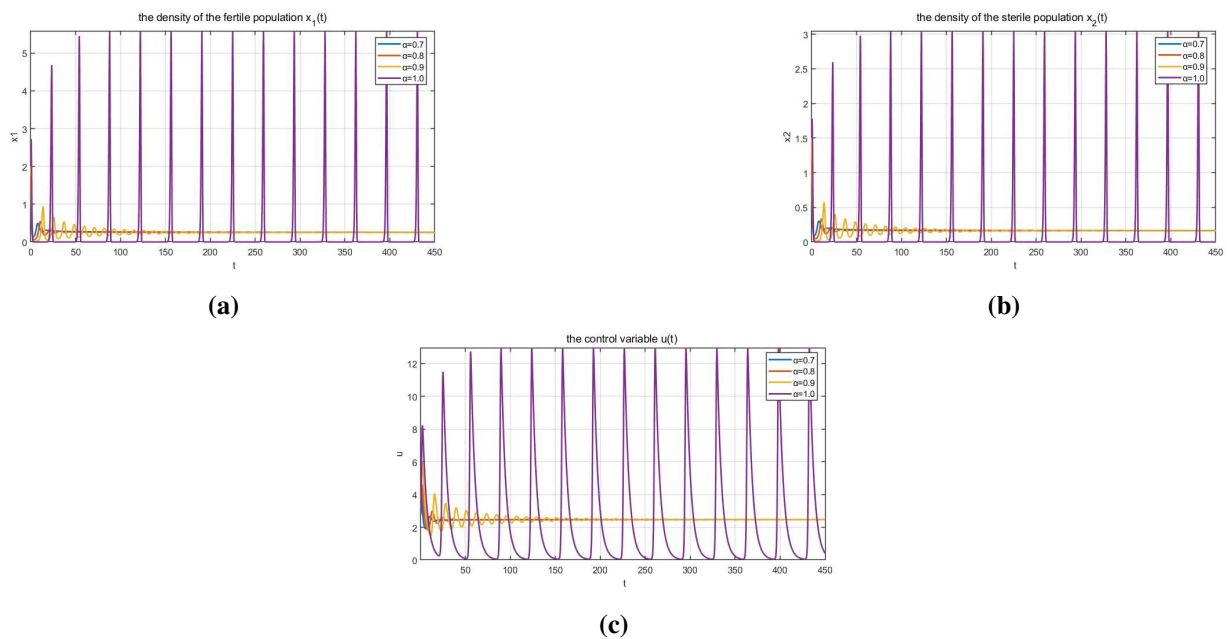 the density of the fertile population x₁(t)
x1
5
4
3
2
1
0
0 50 100 150 200 250 300 350 400 450
t
α=0.7
α=0.8
α=0.9
α=1.0
(a)
the density of the sterile population x₂(t)
x2
3
2.5
2
1.5
1
0.5
0
0 50 100 150 200 250 300 350 400 450
t
α=0.7
α=0.8
α=0.9
α=1.0
(b)
the control variable u(t)
u
12
10
8
6
4
2
0
50 100 150 200 250 300 350 400 450
t
α=0.7
α=0.8
α=0.9
α=1.0
(c)